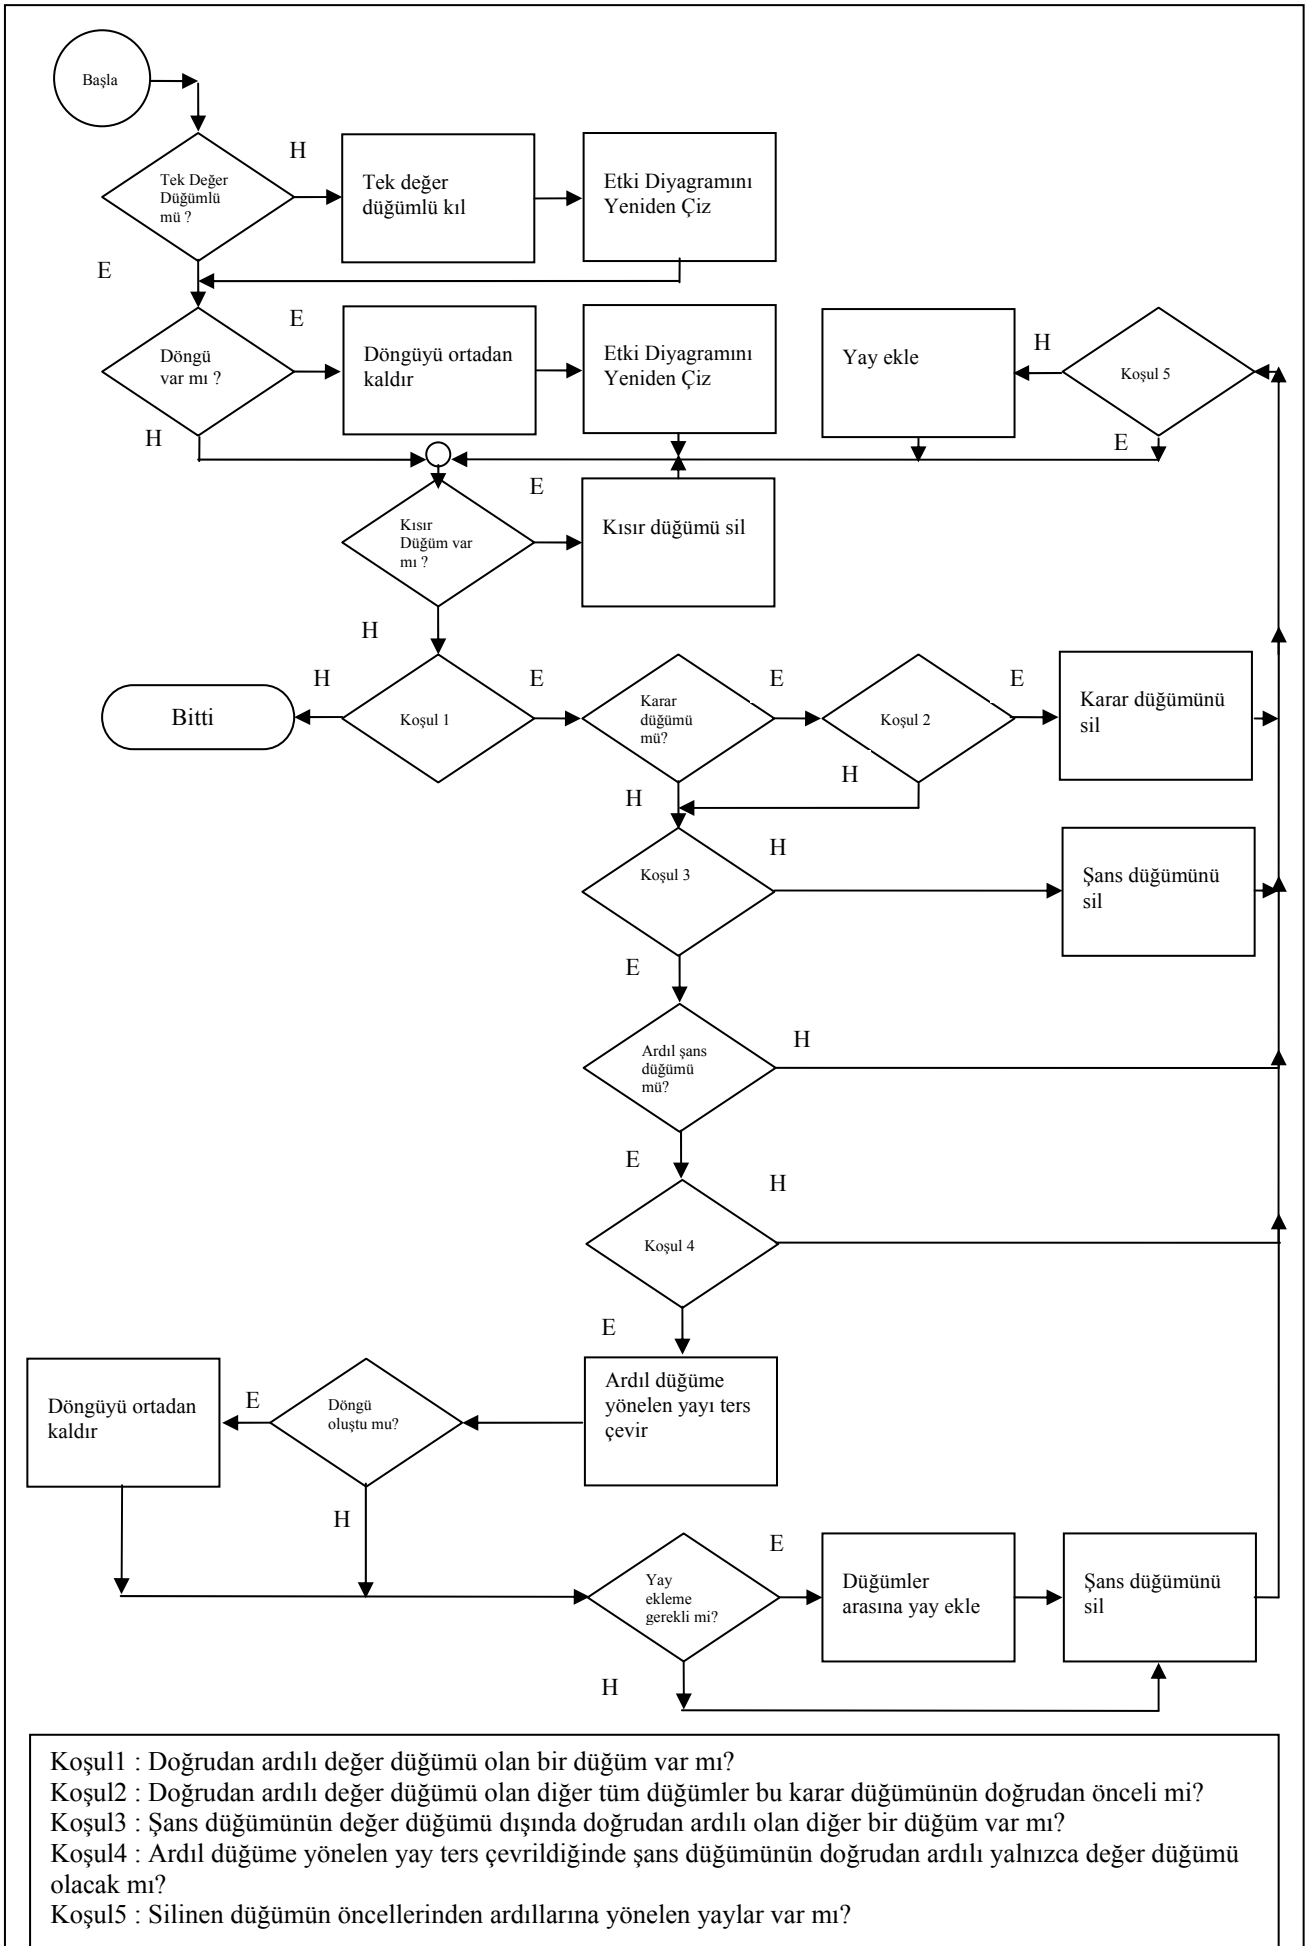 Başla
H
Tek Değer
Düğümlü
mü ?
Tek değer
düğümlü kıl
Etki Diyagramını
Yeniden Çiz
E
E
Döngü
var mı ?
Döngüyü ortadan
kaldır
Etki Diyagramını
Yeniden Çiz
Yay ekle
H
Koşul 5
H
E
E
Kısır
Düğüm var
mı ?
Kısır düğümü sil
H
H
Bitti
Koşul 1
E
Karar
düğümü
mü?
E
Koşul 2
E
Karar düğümünü
sil
H
H
Koşul 3
H
Şans düğümünü
sil
E
Ardıl şans
düğümü
mü?
H
E
Koşul 4
H
E
Ardıl düğüme
yönelen yayı ters
çevir
Döngü
oluştu mu?
E
Döngüyü ortadan
kaldır
H
Yay
ekleme
gerekli mi?
E
Düğümler
arasına yay ekle
Şans düğümünü
sil
H
Koşul1 : Doğrudan ardılı değer düğümü olan bir düğüm var mı?
Koşul2 : Doğrudan ardılı değer düğümü olan diğer tüm düğümler bu karar düğümünün doğrudan önceli mi?
Koşul3 : Şans düğümünün değer düğümü dışında doğrudan ardılı olan diğer bir düğüm var mı?
Koşul4 : Ardıl düğüme yönelen yay ters çevrildiğinde şans düğümünün doğrudan ardılı yalnızca değer düğümü
olacak mı?
Koşul5 : Silinen düğümün öncellerinden ardıllarına yönelen yaylar var mı?